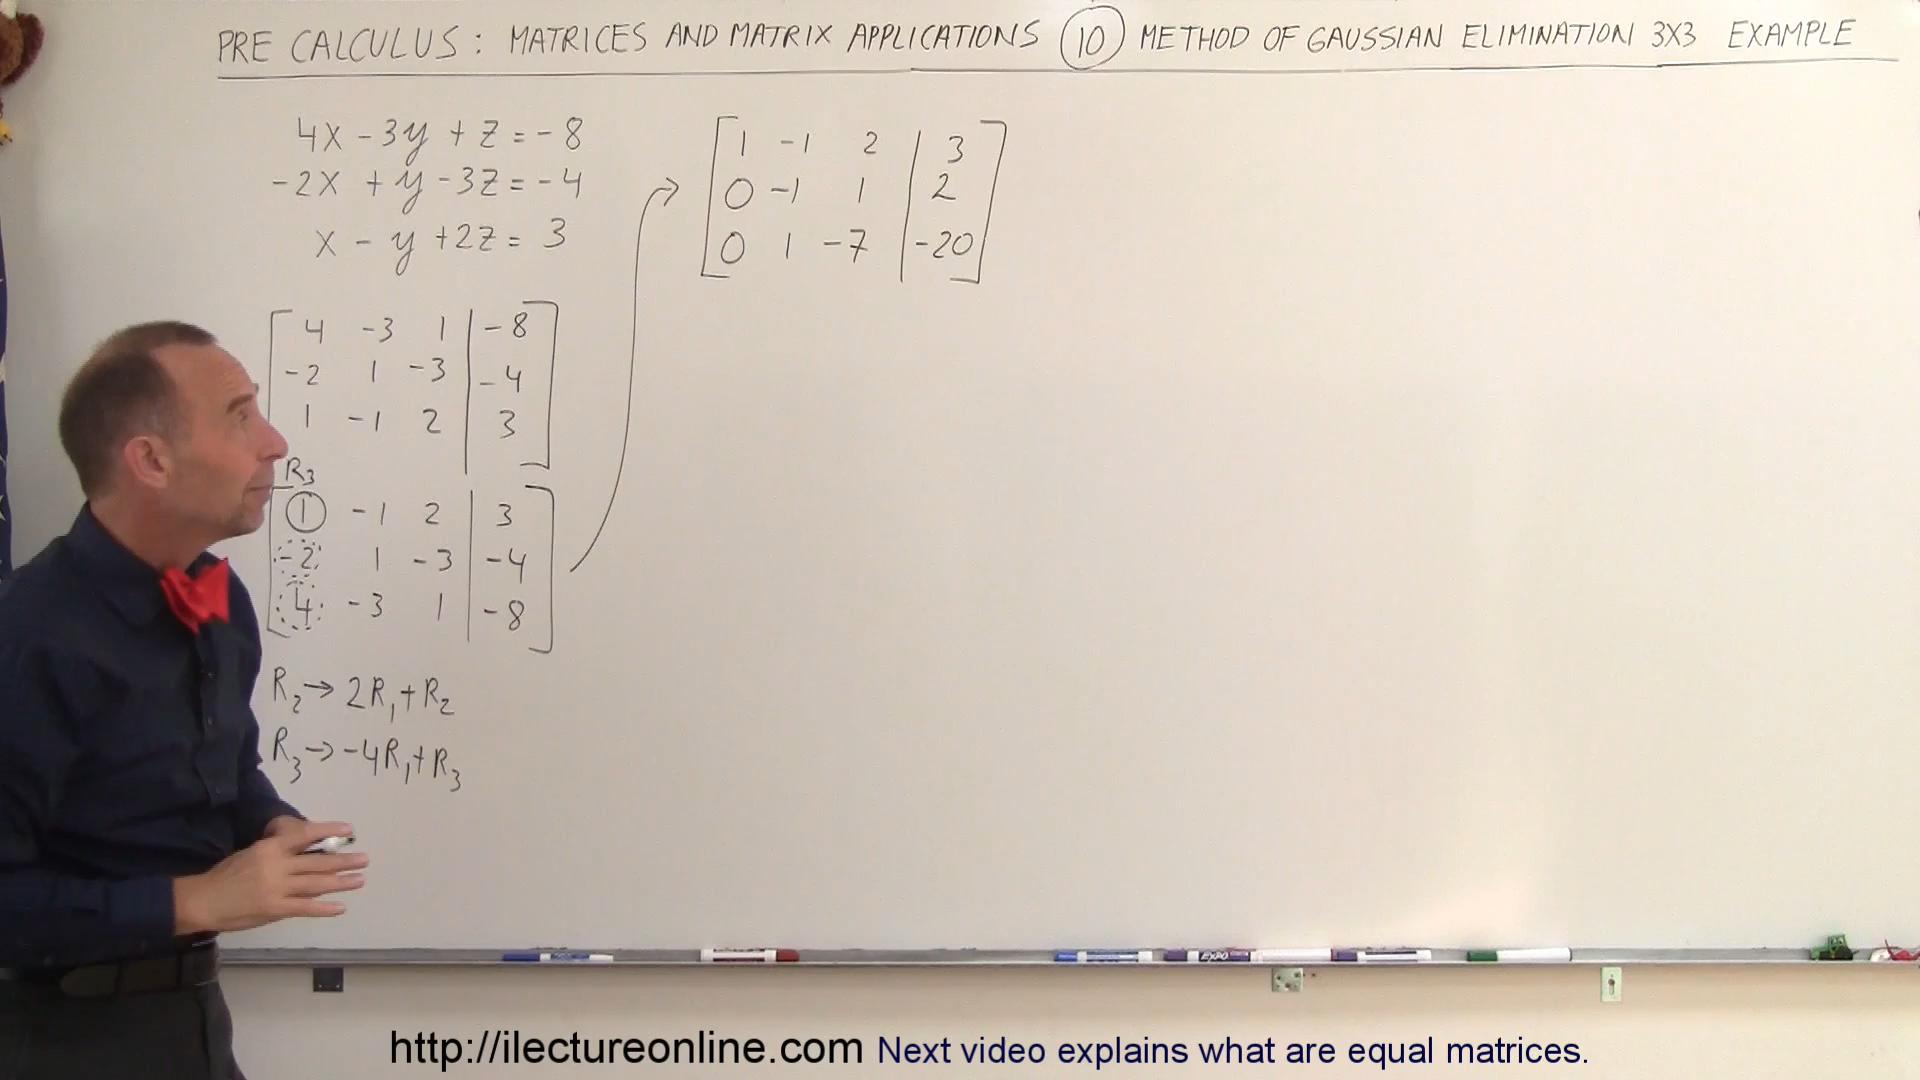 PRE CALCULUS: MATRICES AND MATRIX APPLICATIONS 10 METHOD OF GAUSSIAN ELIMINATION 3X3 EXAMPLE
4x - 3y + z = - 8
-2x + y - 3z = - 4
x - y + 2z = 3
4 -3 1 | -8
-2 1 -3 | -4
1 -1 2 | 3
R3
1 -1 2 | 3
-2 1 -3 | -4
4 -3 1 | -8
R2 → 2R1 + R2
R3 → -4R1 + R3
1 -1 2 | 3
0 -1 1 | 2
0 1 -7 | -20
EXPO
http://ilectureonline.com Next video explains what are equal matrices.